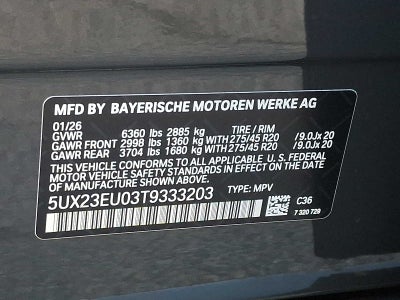 MFD BY BAYERISCHE MOTOREN WERKE AG
01/26
GVWR 6360 lbs 2885 kg TIRE / RIM
GAWR FRONT 2998 lbs 1360 kg WITH 275/45 R20 / 9.0Jx 20
GAWR REAR 3704 lbs 1680 kg WITH 275/45 R20 / 9.0Jx 20
THIS VEHICLE CONFORMS TO ALL APPLICABLE U.S. FEDERAL
MOTOR VEHICLE SAFETY STANDARDS IN EFFECT ON THE DATE
OF MANUFACTURE SHOWN ABOVE.
5UX23EU03T9333203 TYPE: MPV
C36
7 320 729